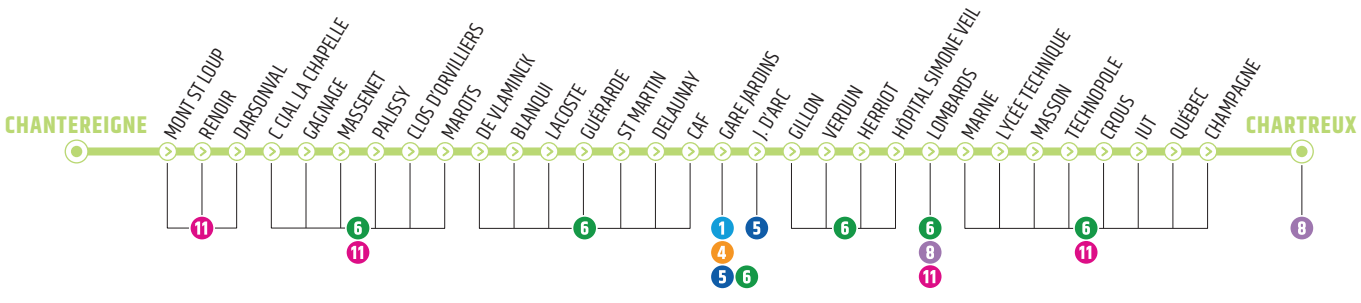 CHANTEREIGNE
MONT ST LOUP
RENOIR
DARSONVAL
C CIAL LA CHAPELLE
GAGNAGE
MASSENET
PALISSY
CLOS D'ORVILLIERS
MAROTS
DE VLAMINCK
BLANQUI
LACOSTE
GUÉRARDE
ST MARTIN
DELAUNAY
CAF
GARE JARDINS
J. D'ARC
GILLON
VERDUN
HERRIOT
HÔPITAL SIMONE VEIL
LOMBARDS
MARNE
LYCÉE TECHNIQUE
MASSON
TECHNOPOLE
CROUS
IUT
QUÉBEC
CHAMPAGNE
CHARTREUX
11 6 6 1 5 6 6 6 8
11 4 8 11
5 6 11